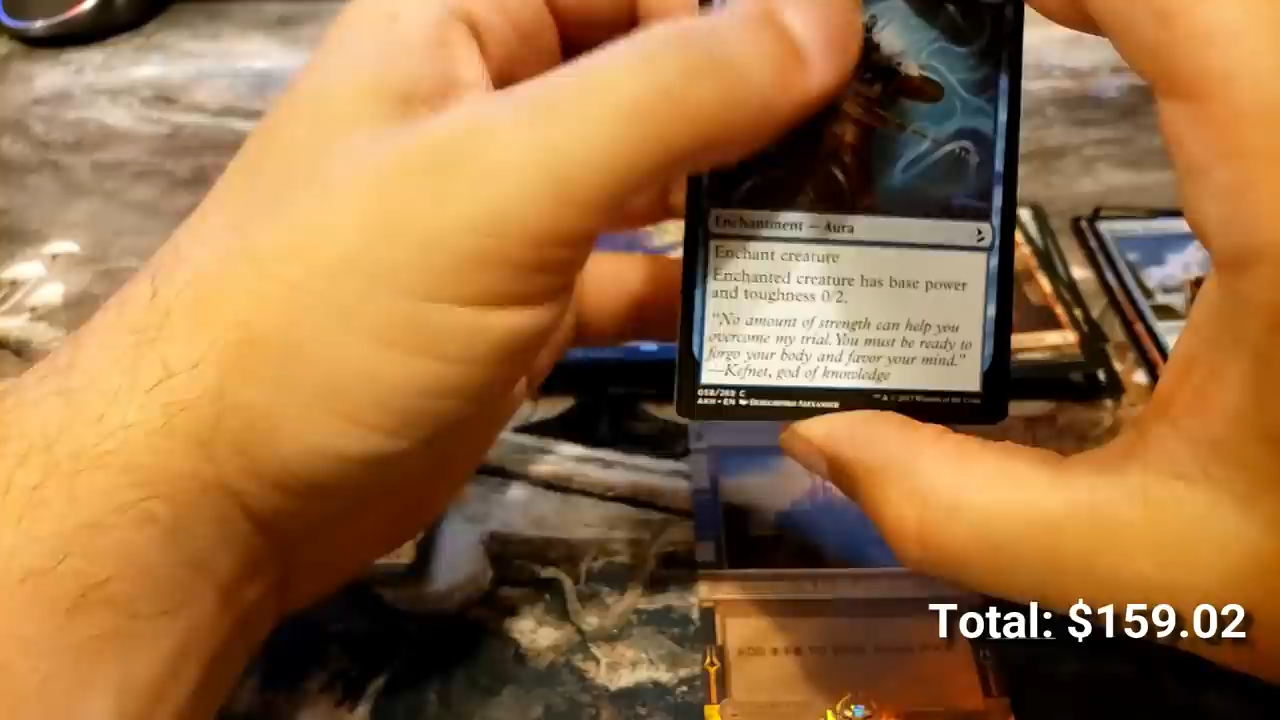 Enchantment — Aura
Enchant creature
Enchanted creature has base power
and toughness 0/2.
"No amount of strength can help you
overcome my trial. You must be ready to
forgo your body and favor your mind."
—Kefnet, god of knowledge
AKH • EN
Total: $159.02